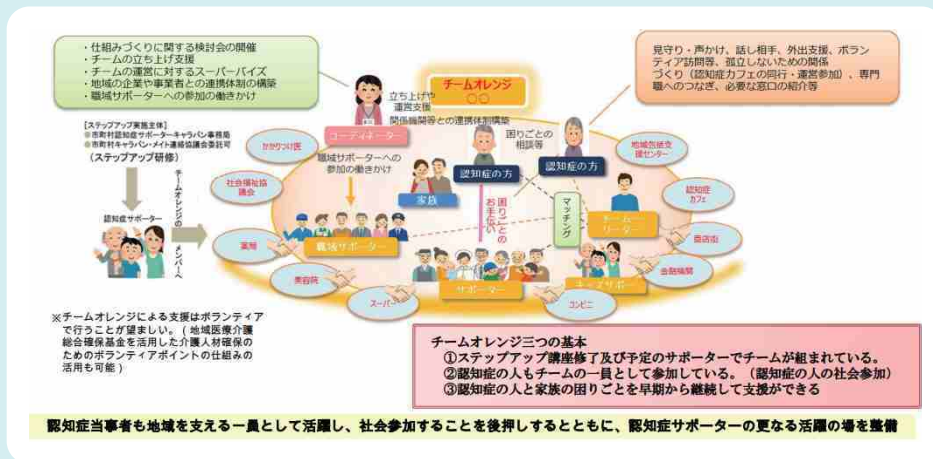 ・仕組みづくりに関する検討会の開催
・チームの立ち上げ支援
・チームの運営に対するスーパーバイズ
・地域の企業や事業者との連携体制の構築
・職域サポーターへの参加の働きかけ
チームオレンジ
○○
見守り・声かけ、話し相手、外出支援、ボラン
ティア訪問等、孤立しないための関係
づくり（認知症カフェの同行・運営参加）、専門
職へのつなぎ、必要な窓口の紹介等
立ち上げや
運営支援
関係機関等との連携体制構築
コーディネーター
職域サポーターへの
参加の働きかけ
困りごとの
相談等
[ステップアップ実施主体]
●市町村認知症サポーターキャラバン事務局
●市町村キャラバン・メイト連絡協議会委託可
（ステップアップ研修）
認知症サポーター
チームオレンジの
メンバーへ
かかりつけ医
社会福祉協
議会
薬局
美容院
スーパー
コンビニ
金融機関
商店街
認知症
カフェ
地域包括支
援センター
家族
認知症の方
認知症の方
困りごとの
お手伝い
マッチング
チーム
リーダー
職域サポーター
サポーター
キッズサポー
※チームオレンジによる支援はボランティア
で行うことが望ましい。（地域医療介護
総合確保基金を活用した介護人材確保の
ためのボランティアポイントの仕組みの
活用も可能）
チームオレンジ三つの基本
①ステップアップ講座修了及び予定のサポーターでチームが組まれている。
②認知症の人もチームの一員として参加している。（認知症の人の社会参加）
③認知症の人と家族の困りごとを早期から継続して支援ができる
認知症当事者も地域を支える一員として活躍し、社会参加することを後押しするとともに、認知症サポーターの更なる活躍の場を整備